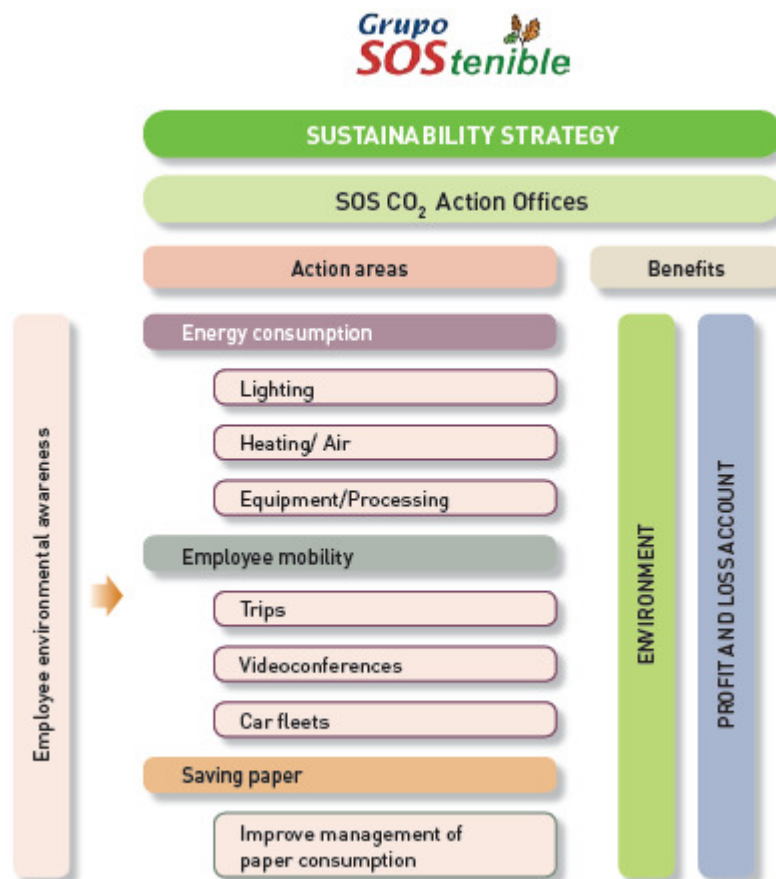 Grupo
SOStenible
SUSTAINABILITY STRATEGY
SOS CO₂ Action Offices
Action areas
Benefits
Employee environmental awareness
Energy consumption
Lighting
Heating/ Air
Equipment/Processing
Employee mobility
Trips
Videoconferences
Car fleets
Saving paper
Improve management of
paper consumption
ENVIRONMENT
PROFIT AND LOSS ACCOUNT